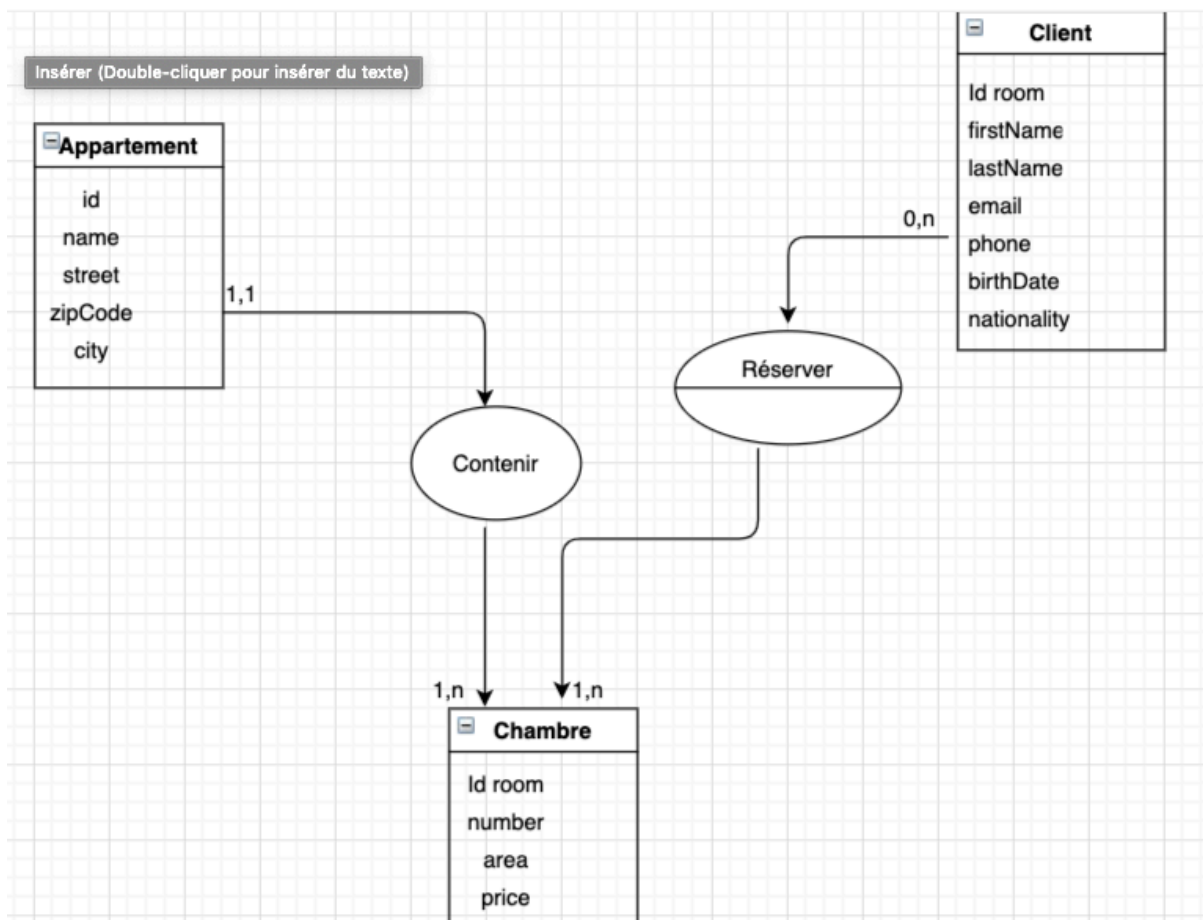 Client
Insérer (Double-cliquer pour insérer du texte)
Id room
firstName
lastName
email
phone
birthDate
nationality
Appartement
id
name
street
zipCode
city
1,1
0,n
Réserver
Contenir
1,n
1,n
Chambre
Id room
number
area
price